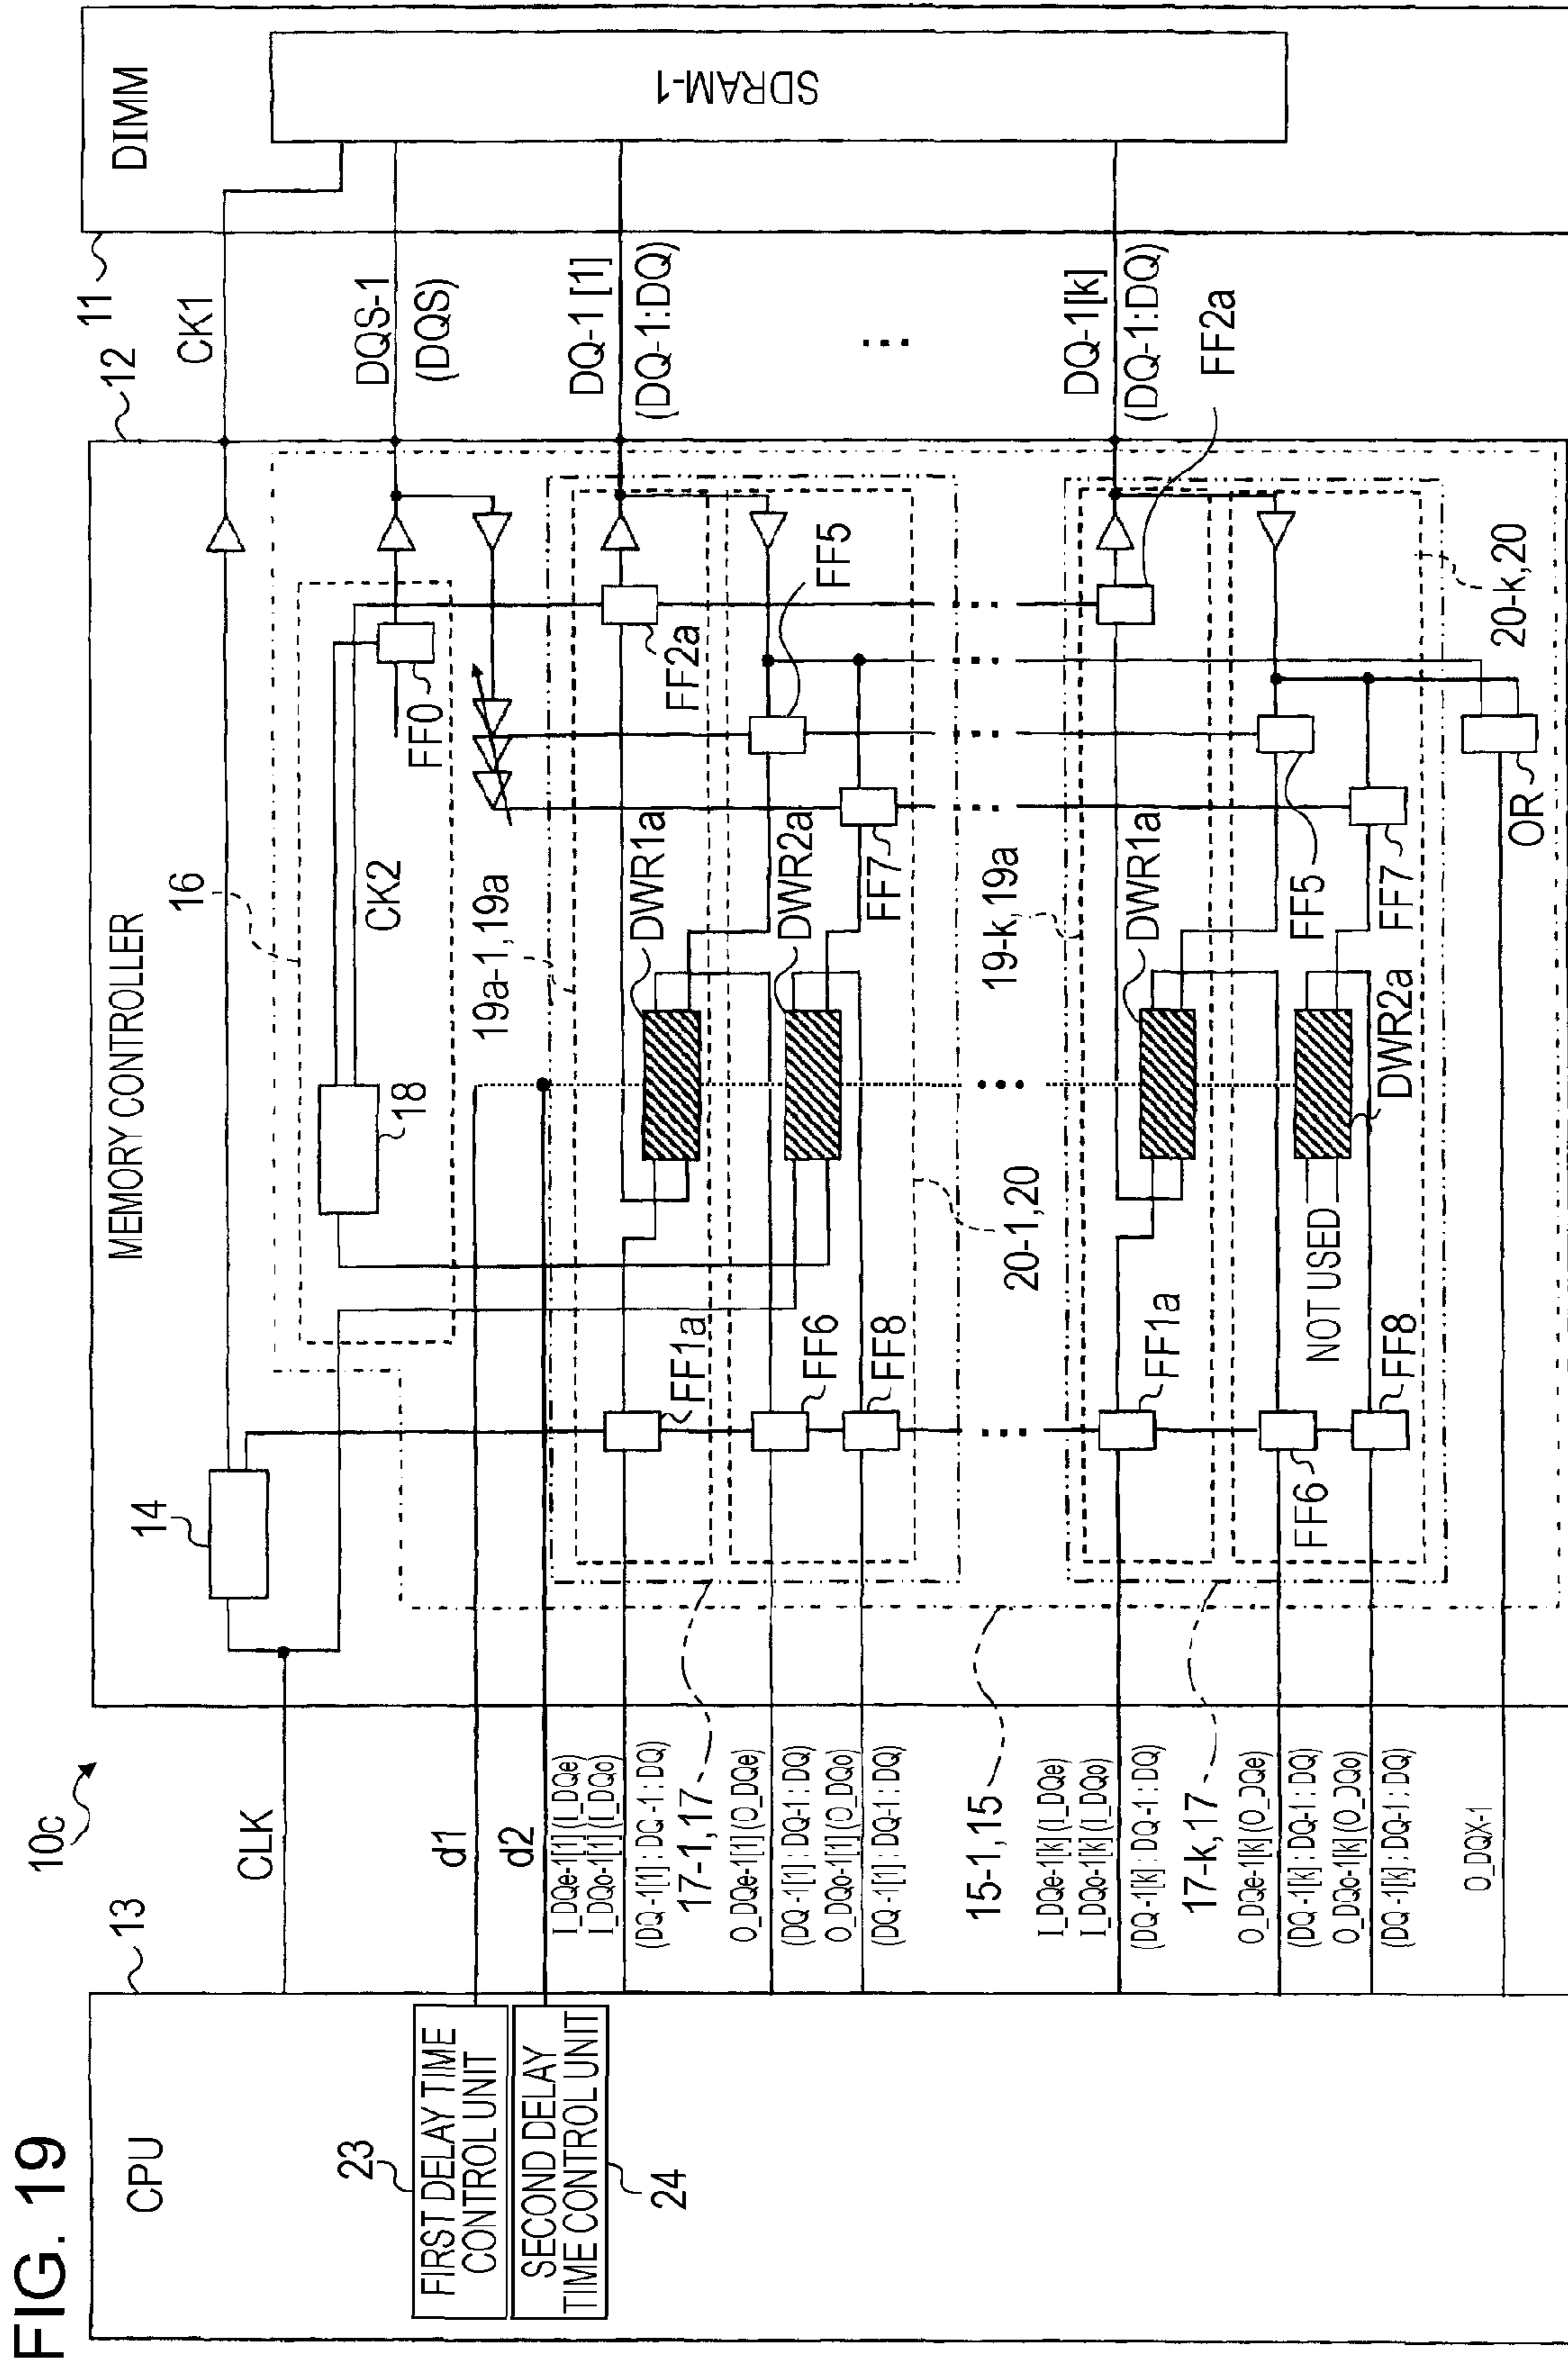 FIG. 19
10c
CPU
13
23
FIRST DELAY TIME
CONTROL UNIT
SECOND DELAY
TIME CONTROL UNIT
24
CLK
d1
d2
I_DQe-1[1] (I_DQe)
I_DQo-1[1] (I_DQo)
(DQ-1[1] : DQ-1 : DQ)
17-1,17
O_DQe-1[1] (O_DQe)
(DQ-1[1] : DQ-1 : DQ)
O_DQo-1[1] (O_DQo)
(DQ-1[1] : DQ-1 : DQ)
15-1,15
I_DQe-1[k] (I_DQe)
I_DQo-1[k] (I_DQo)
(DQ-1[k] : DQ-1 : DQ)
17-k,17
O_DQe-1[k] (O_DQe)
(DQ-1[k] : DQ-1 : DQ)
O_DQo-1[k] (O_DQo)
(DQ-1[k] : DQ-1 : DQ)
O_DQX-1
MEMORY CONTROLLER
12
14
16
18
CK2
FF0
19a-1,19a
DWR1a
FF1a
FF2a
DWR2a
FF5
FF6
FF7
FF8
20-1,20
...
19-k,19a
DWR1a
FF1a
FF2a
FF5
FF6
NOT USED
DWR2a
FF7
FF8
20-k,20
OR
CK1
DQS-1
(DQS)
DQ-1 [1]
(DQ-1:DQ)
...
DQ-1[k]
(DQ-1:DQ)
11
DIMM
SDRAM-1